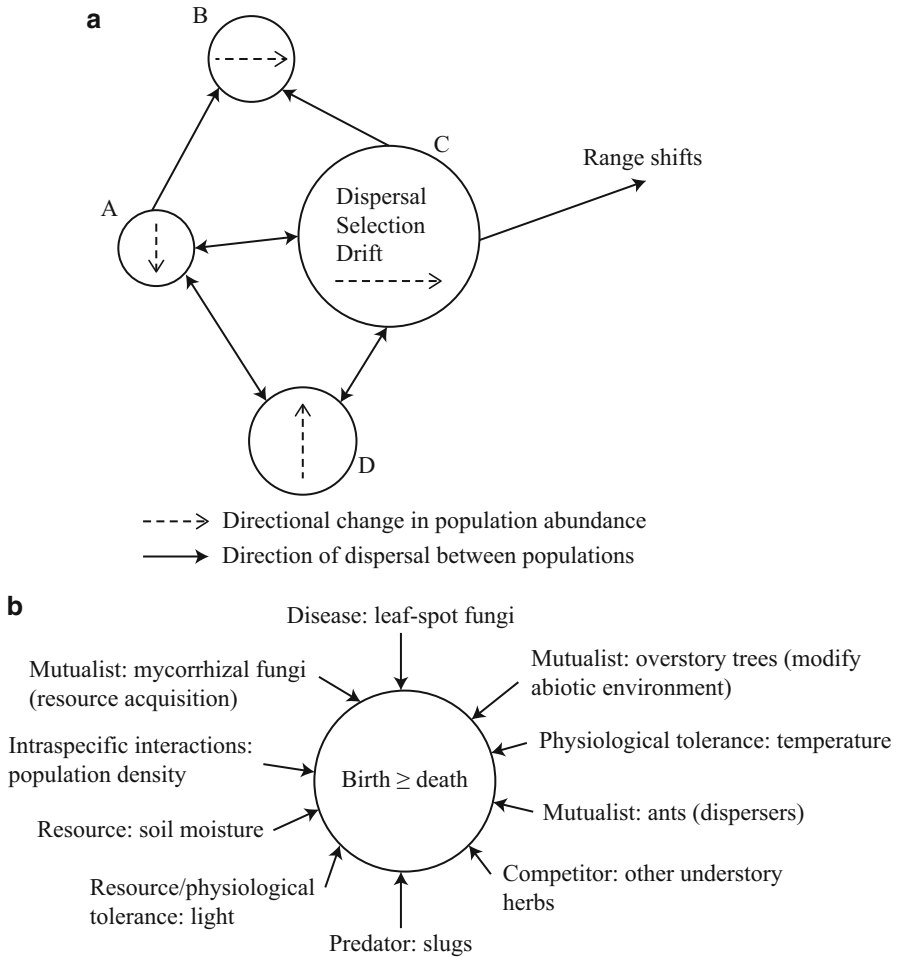 a
B
C
Range shifts
Dispersal
Selection
Drift
A
D
Directional change in population abundance
Direction of dispersal between populations
b
Disease: leaf-spot fungi
Mutualist: mycorrhizal fungi
(resource acquisition)
Mutualist: overstory trees (modify
abiotic environment)
Intraspecific interactions:
population density
Physiological tolerance: temperature
Birth ≥ death
Resource: soil moisture
Mutualist: ants (dispersers)
Resource/physiological
tolerance: light
Competitor: other understory
herbs
Predator: slugs